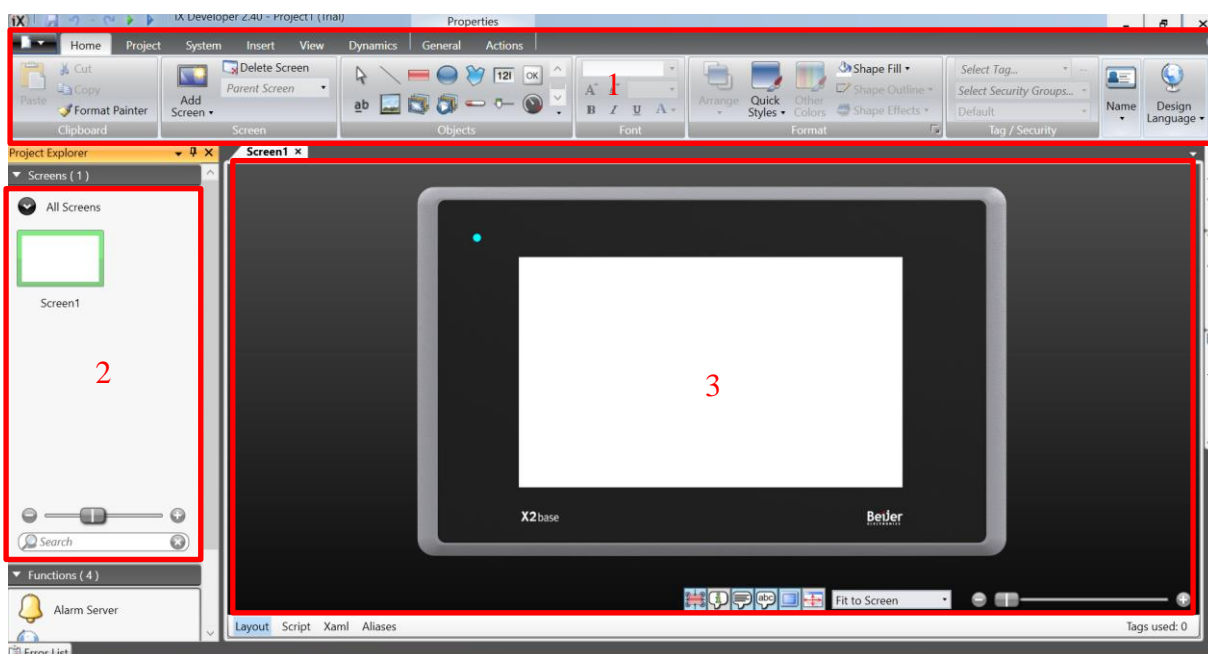 iX Developer 2.40 - Project1 (Trial)
Properties
Home Project System Insert View Dynamics General Actions
Cut
Copy
Paste
Format Painter
Clipboard
Add Screen
Delete Screen
Parent Screen
Screen
ab
12I
OK
Objects
1
A A
B I U A
Font
Arrange
Quick Styles
Other Colors
Shape Fill
Shape Outline
Shape Effects
Format
Select Tag...
Select Security Groups...
Default
Tag / Security
Name
Design Language
Project Explorer
Screen1
Screens ( 1 )
All Screens
Screen1
2
3
X2base
Beijer
ELECTRONICS
Search
Functions ( 4 )
Alarm Server
abc
Fit to Screen
Layout Script Xaml Aliases
Tags used: 0
Error List